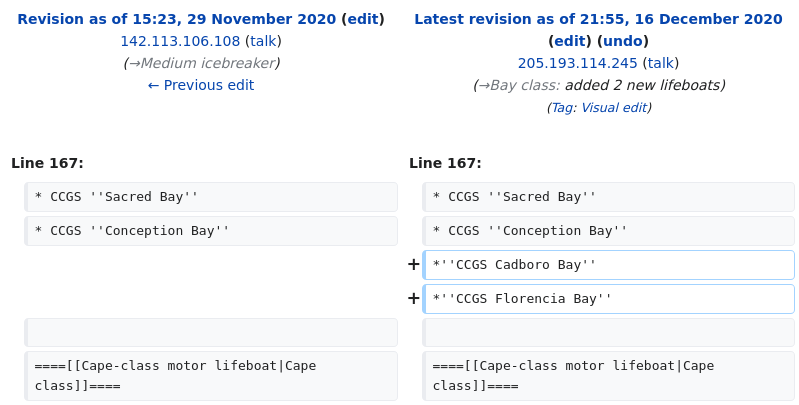 Revision as of 15:23, 29 November 2020 (edit)
142.113.106.108 (talk)
(→Medium icebreaker)
← Previous edit
Latest revision as of 21:55, 16 December 2020
(edit) (undo)
205.193.114.245 (talk)
(→Bay class: added 2 new lifeboats)
(Tag: Visual edit)
Line 167:
Line 167:
* CCGS ''Sacred Bay''
* CCGS ''Sacred Bay''
* CCGS ''Conception Bay''
* CCGS ''Conception Bay''
+ *''CCGS Cadboro Bay''
+ *''CCGS Florencia Bay''
====[[Cape-class motor lifeboat|Cape
class]]====
====[[Cape-class motor lifeboat|Cape
class]]====